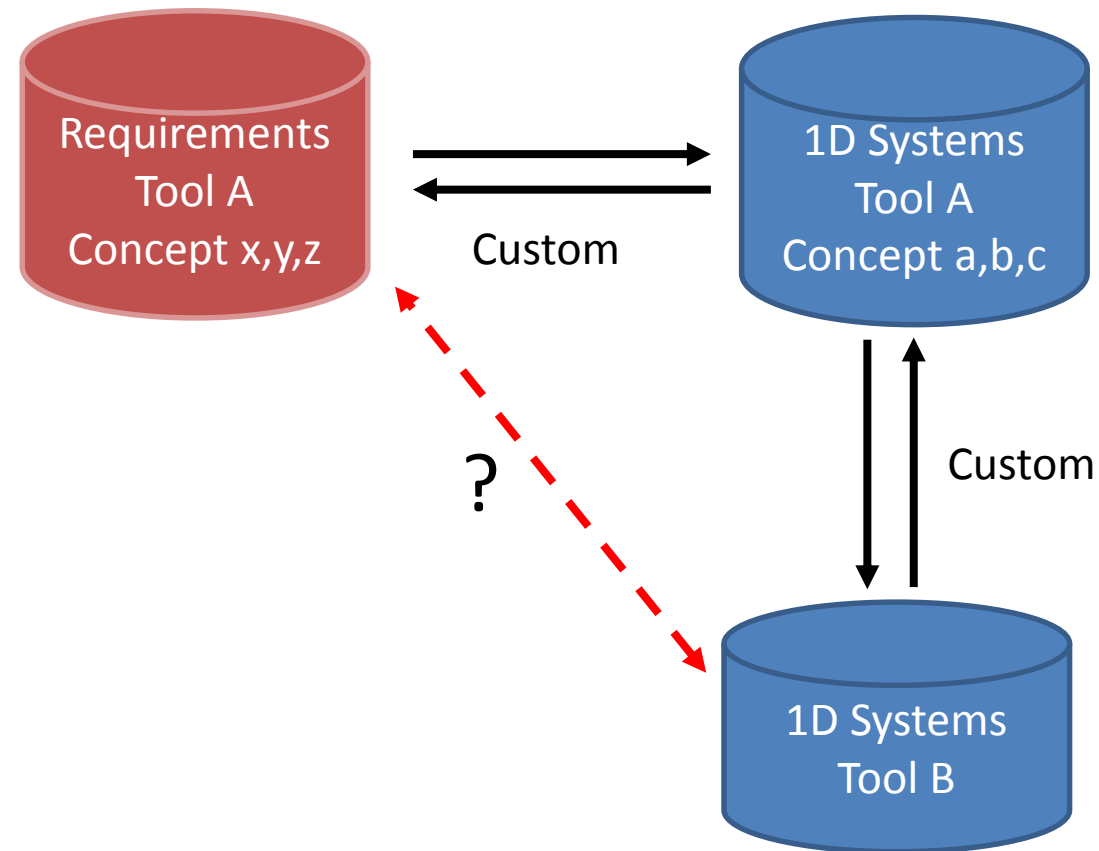 Requirements
Tool A
Concept x,y,z
Custom
1D Systems
Tool A
Concept a,b,c
?
Custom
1D Systems
Tool B